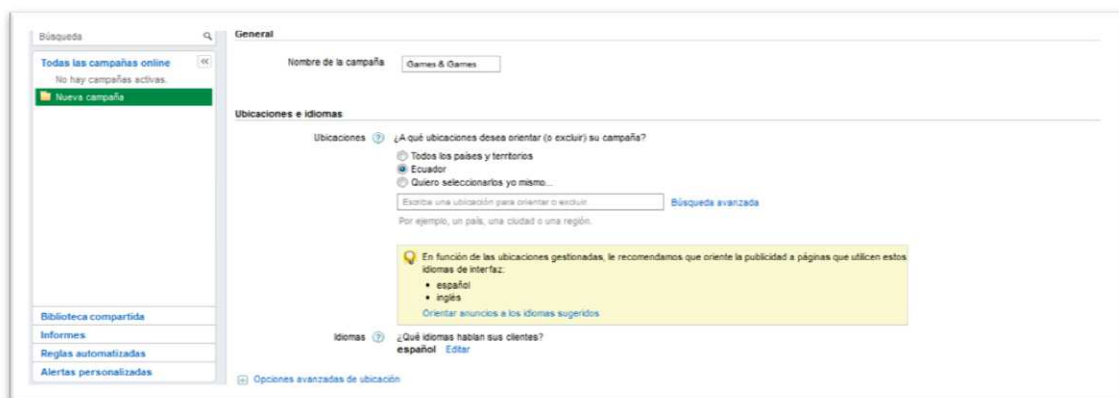 Búsqueda
Todas las campañas online
No hay campañas activas.
Nueva campaña
Biblioteca compartida
Informes
Reglas automatizadas
Alertas personalizadas
General
Nombre de la campaña Games & Games
Ubicaciones e idiomas
Ubicaciones ¿A qué ubicaciones desea orientar (o excluir) su campaña?
Todos los países y territorios
Ecuador
Quiero seleccionarlos yo mismo...
Escriba una ubicación para orientar o excluir Búsqueda avanzada
Por ejemplo, un país, una ciudad o una región.
En función de las ubicaciones gestionadas, le recomendamos que oriente la publicidad a páginas que utilicen estos
idiomas de interfaz:
• español
• inglés
Orientar anuncios a los idiomas sugeridos
Idiomas ¿Qué idiomas hablan sus clientes?
español Editar
Opciones avanzadas de ubicación